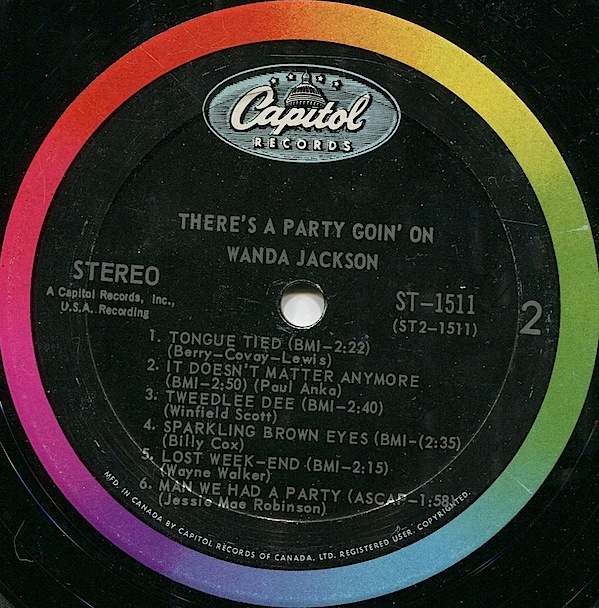 Capitol
RECORDS
THERE'S A PARTY GOIN' ON
WANDA JACKSON
STEREO
A Capitol Records, Inc.,
U.S.A. Recording
ST-1511
(ST2-1511)
2
1. TONGUE TIED (BMI-2:22)
(Berry-Covay-Lewis)
2. IT DOESN'T MATTER ANYMORE
(BMI-2:50) (Paul Anka)
3. TWEEDLEE DEE (BMI-2:40)
(Winfield Scott)
4. SPARKLING BROWN EYES (BMI-(2:35)
(Billy Cox)
5. LOST WEEK-END (BMI-2:15)
(Wayne Walker)
6. MAN WE HAD A PARTY (ASCAP-1:58)
(Jessie Mae Robinson)
MFD. IN CANADA BY CAPITOL RECORDS OF CANADA, LTD. REGISTERED USER. COPYRIGHTED.